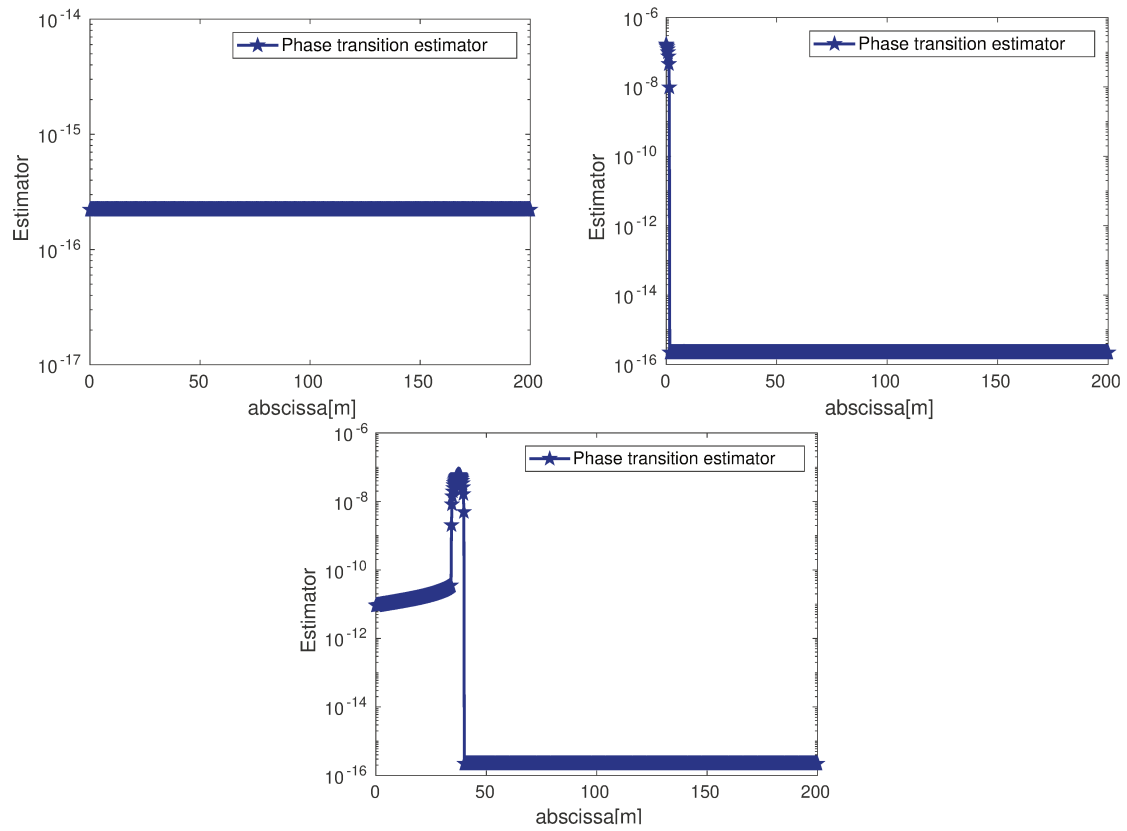 10^-14
Phase transition estimator
10^-15
Estimator
10^-16
10^-17
0 50 100 150 200
abscissa[m]
10^-6
Phase transition estimator
10^-8
10^-10
Estimator
10^-12
10^-14
10^-16
0 50 100 150 200
abscissa[m]
10^-6
Phase transition estimator
10^-8
10^-10
Estimator
10^-12
10^-14
10^-16
0 50 100 150 200
abscissa[m]